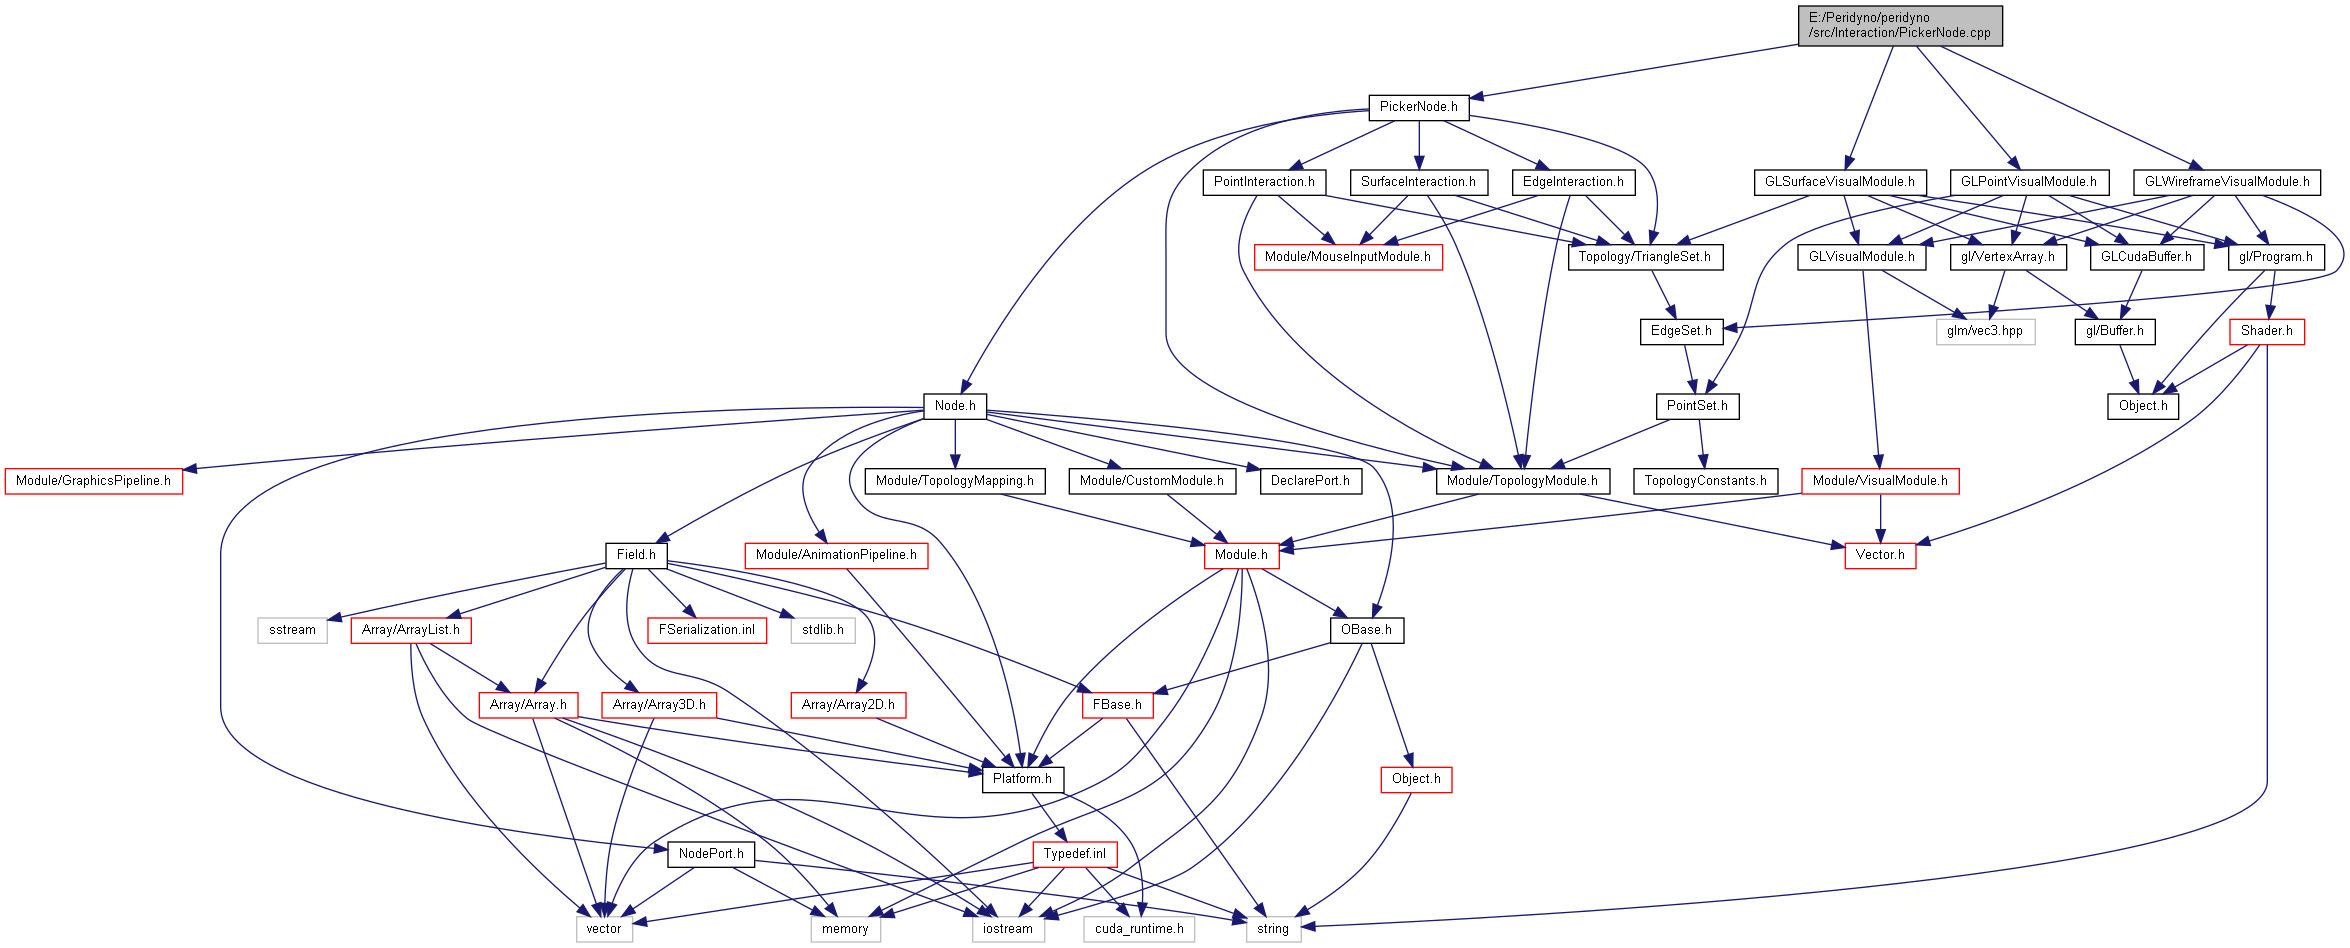 E:/Peridyno/peridyno
/src/Interaction/PickerNode.cpp
PickerNode.h
PointInteraction.h
SurfaceInteraction.h
EdgeInteraction.h
GLSurfaceVisualModule.h
GLPointVisualModule.h
GLWireframeVisualModule.h
Module/MouseInputModule.h
Topology/TriangleSet.h
GLVisualModule.h
gl/VertexArray.h
GLCudaBuffer.h
gl/Program.h
EdgeSet.h
glm/vec3.hpp
gl/Buffer.h
Shader.h
Node.h
PointSet.h
Object.h
Module/GraphicsPipeline.h
Module/TopologyMapping.h
Module/CustomModule.h
DeclarePort.h
Module/TopologyModule.h
TopologyConstants.h
Module/VisualModule.h
Field.h
Module/AnimationPipeline.h
Module.h
Vector.h
sstream
Array/ArrayList.h
FSerialization.inl
stdlib.h
OBase.h
Array/Array.h
Array/Array3D.h
Array/Array2D.h
FBase.h
Platform.h
Object.h
NodePort.h
Typedef.inl
vector
memory
iostream
cuda_runtime.h
string